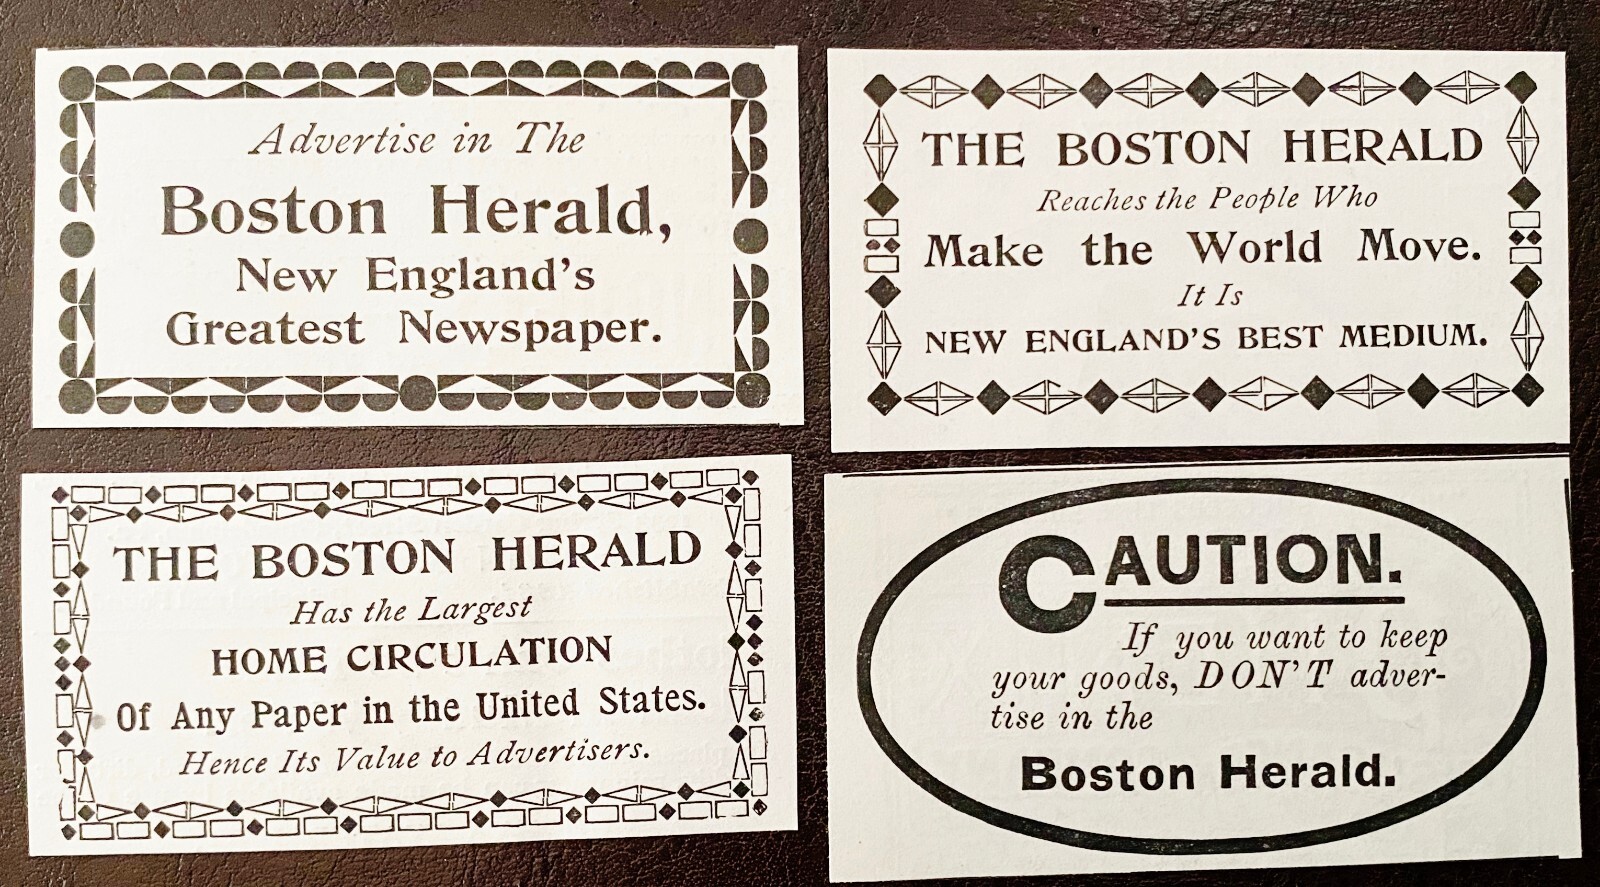 Advertise in The
Boston Herald,
New England's
Greatest Newspaper.
THE BOSTON HERALD
Reaches the People Who
Make the World Move.
It Is
NEW ENGLAND'S BEST MEDIUM.
THE BOSTON HERALD
Has the Largest
HOME CIRCULATION
Of Any Paper in the United States.
Hence Its Value to Advertisers.
CAUTION.
If you want to keep
your goods, DON'T adver-
tise in the
Boston Herald.